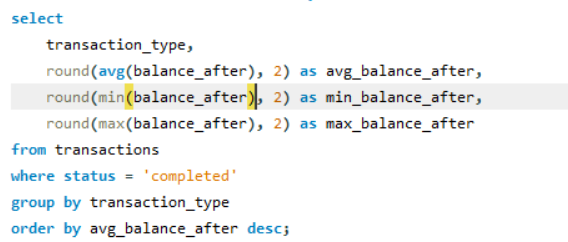 select
    transaction_type,
    round(avg(balance_after), 2) as avg_balance_after,
    round(min(balance_after), 2) as min_balance_after,
    round(max(balance_after), 2) as max_balance_after
from transactions
where status = 'completed'
group by transaction_type
order by avg_balance_after desc;